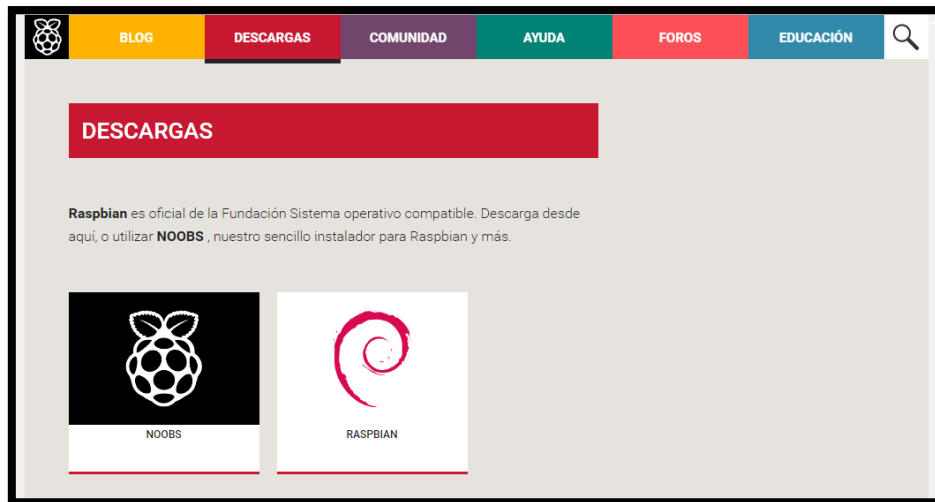 BLOG DESCARGAS COMUNIDAD AYUDA FOROS EDUCACIÓN
DESCARGAS
Raspbian es oficial de la Fundación Sistema operativo compatible. Descarga desde
aquí, o utilizar NOOBS , nuestro sencillo instalador para Raspbian y más.
NOOBS RASPBIAN